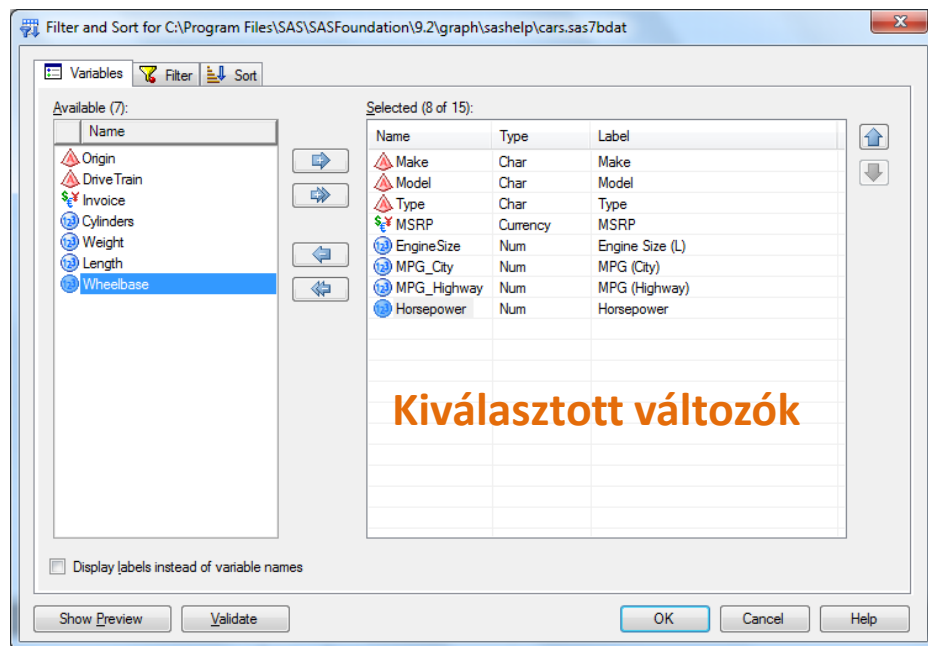 Filter and Sort for C:\Program Files\SAS\SASFoundation\9.2\graph\sashelp\cars.sas7bdat
Variables Filter Sort
Available (7):
Name
Origin
DriveTrain
Invoice
Cylinders
Weight
Length
Wheelbase
Selected (8 of 15):
Name Type Label
Make Char Make
Model Char Model
Type Char Type
MSRP Currency MSRP
EngineSize Num Engine Size (L)
MPG_City Num MPG (City)
MPG_Highway Num MPG (Highway)
Horsepower Num Horsepower
Kiválasztott változók
Display labels instead of variable names
Show Preview Validate OK Cancel Help